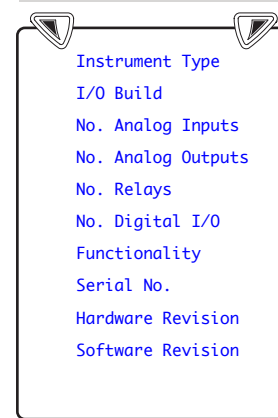 Instrument Type
I/O Build
No. Analog Inputs
No. Analog Outputs
No. Relays
No. Digital I/O
Functionality
Serial No.
Hardware Revision
Software Revision